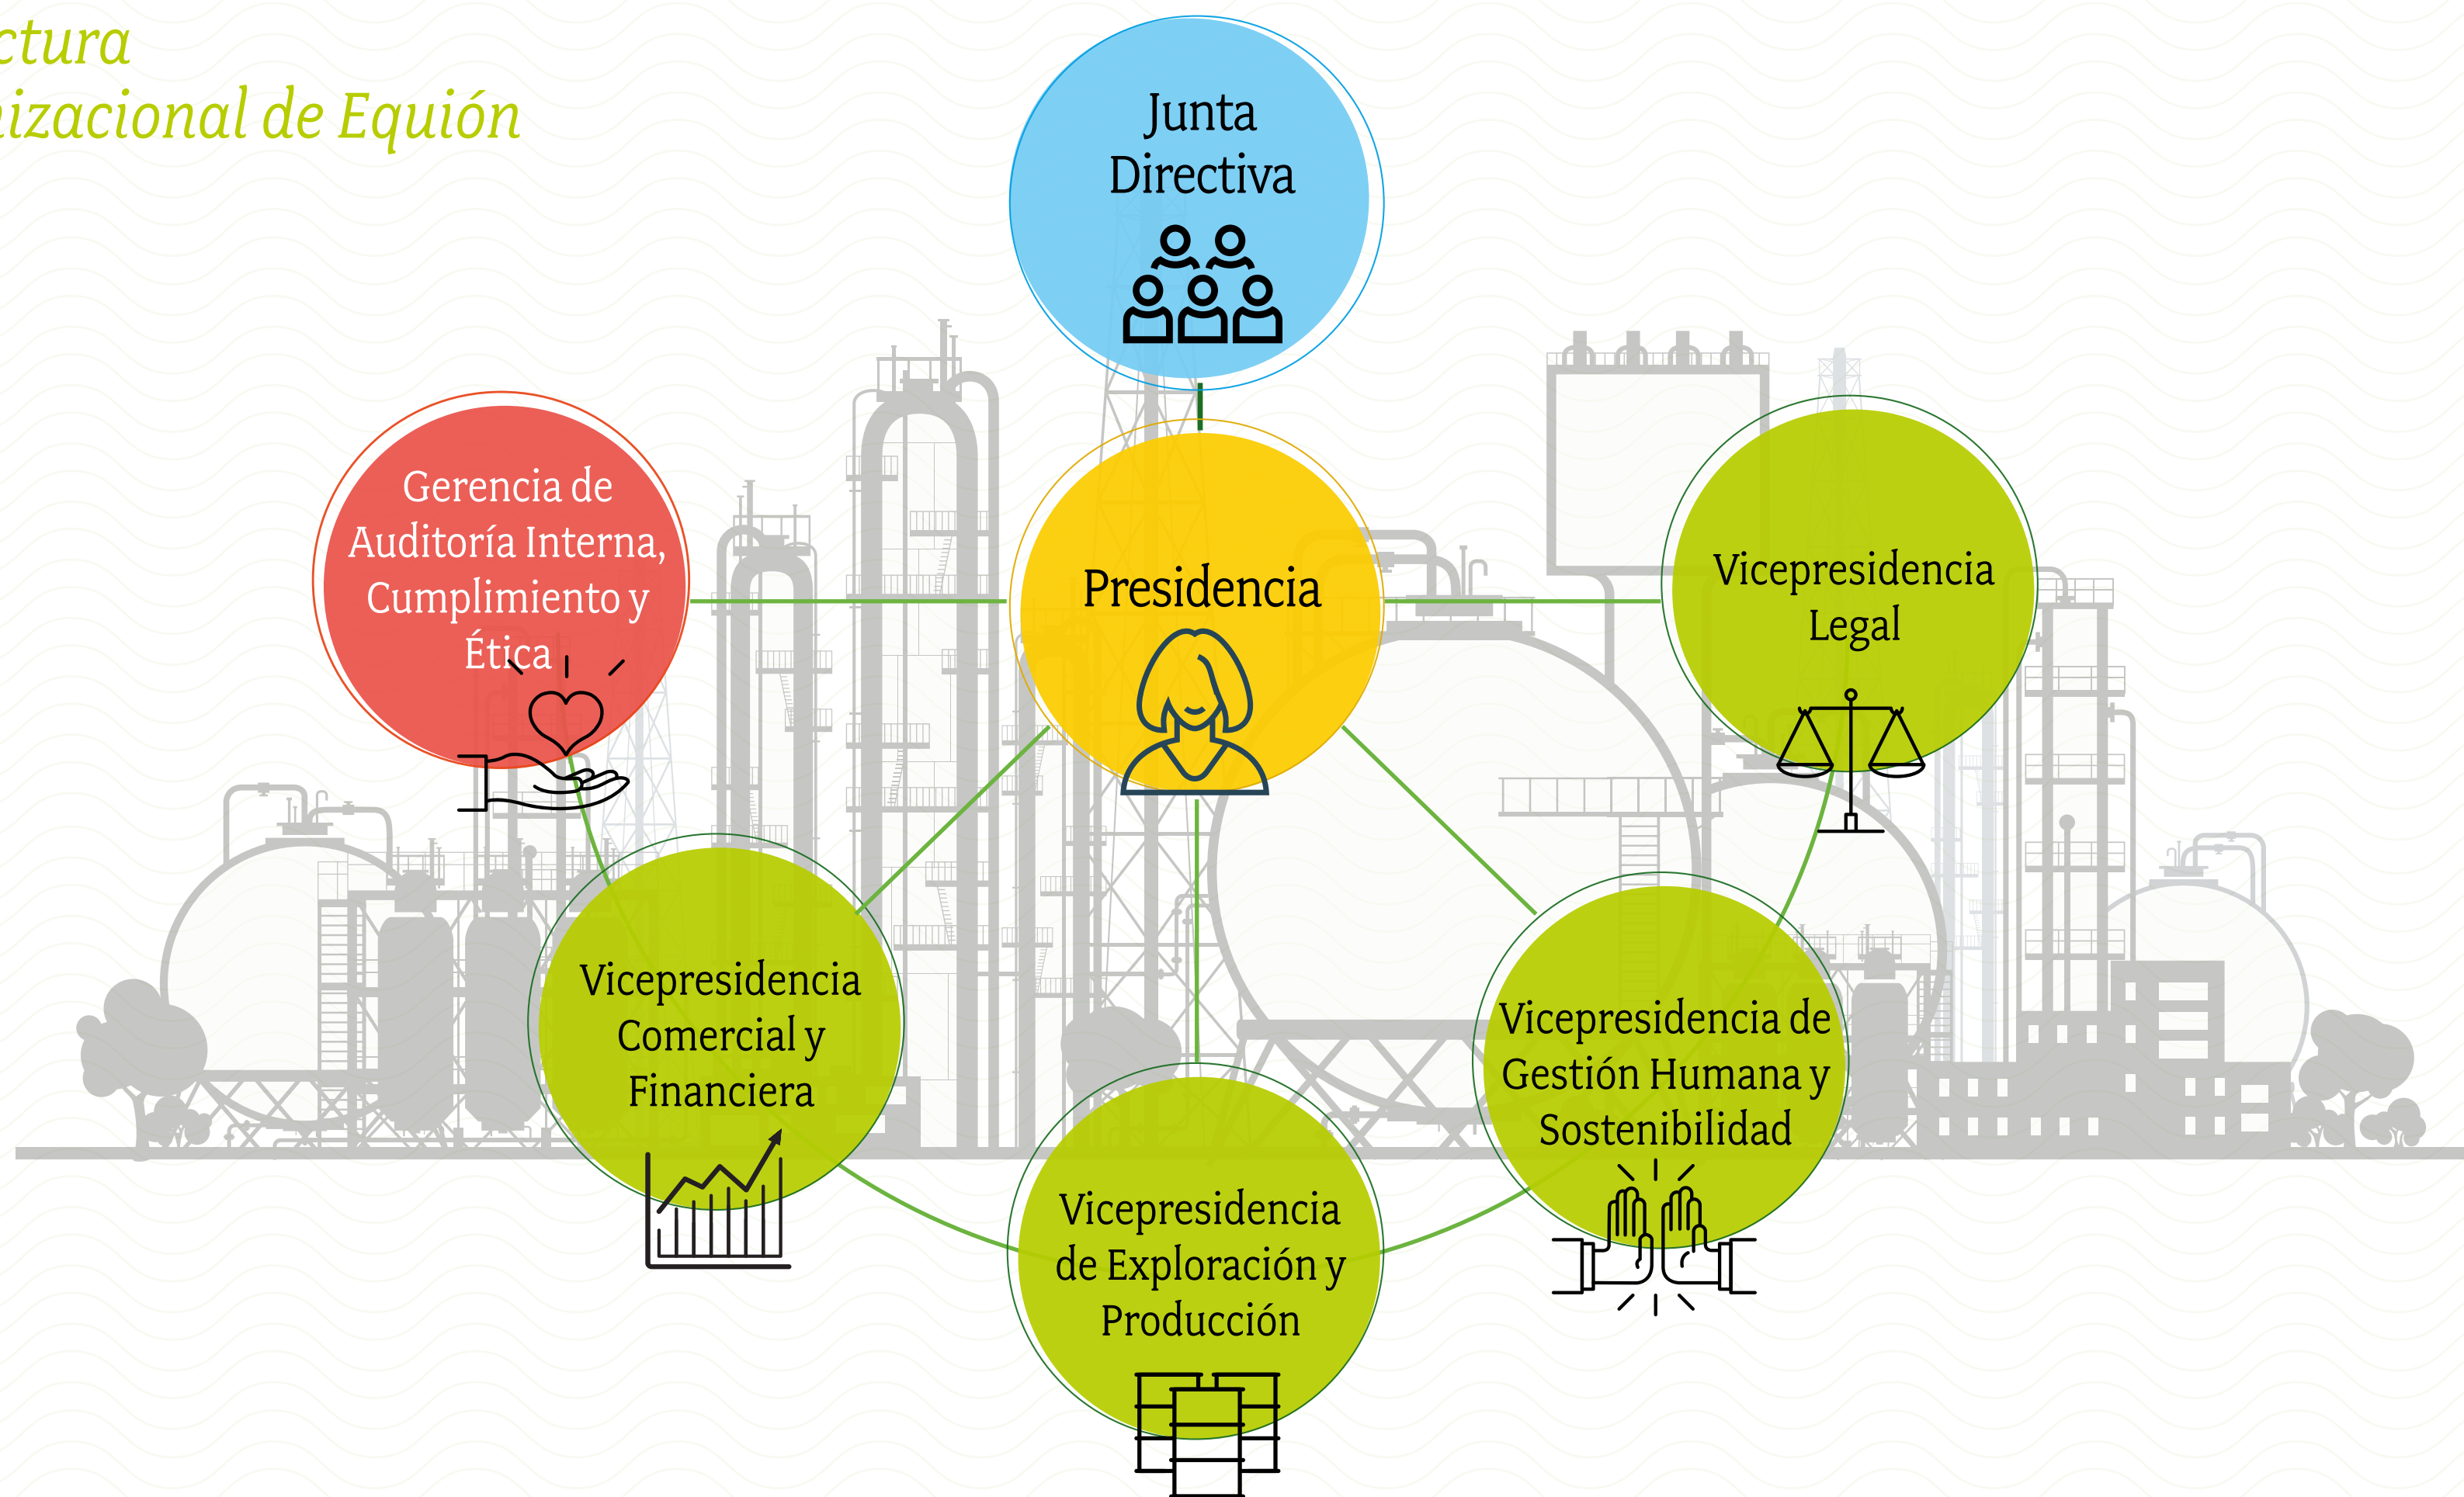 ctura
nizacional de Equión
Junta
Directiva
Gerencia de
Auditoría Interna,
Cumplimiento y
Ética
Presidencia
Vicepresidencia
Legal
Vicepresidencia
Comercial y
Financiera
Vicepresidencia de
Gestión Humana y
Sostenibilidad
Vicepresidencia
de Exploración y
Producción